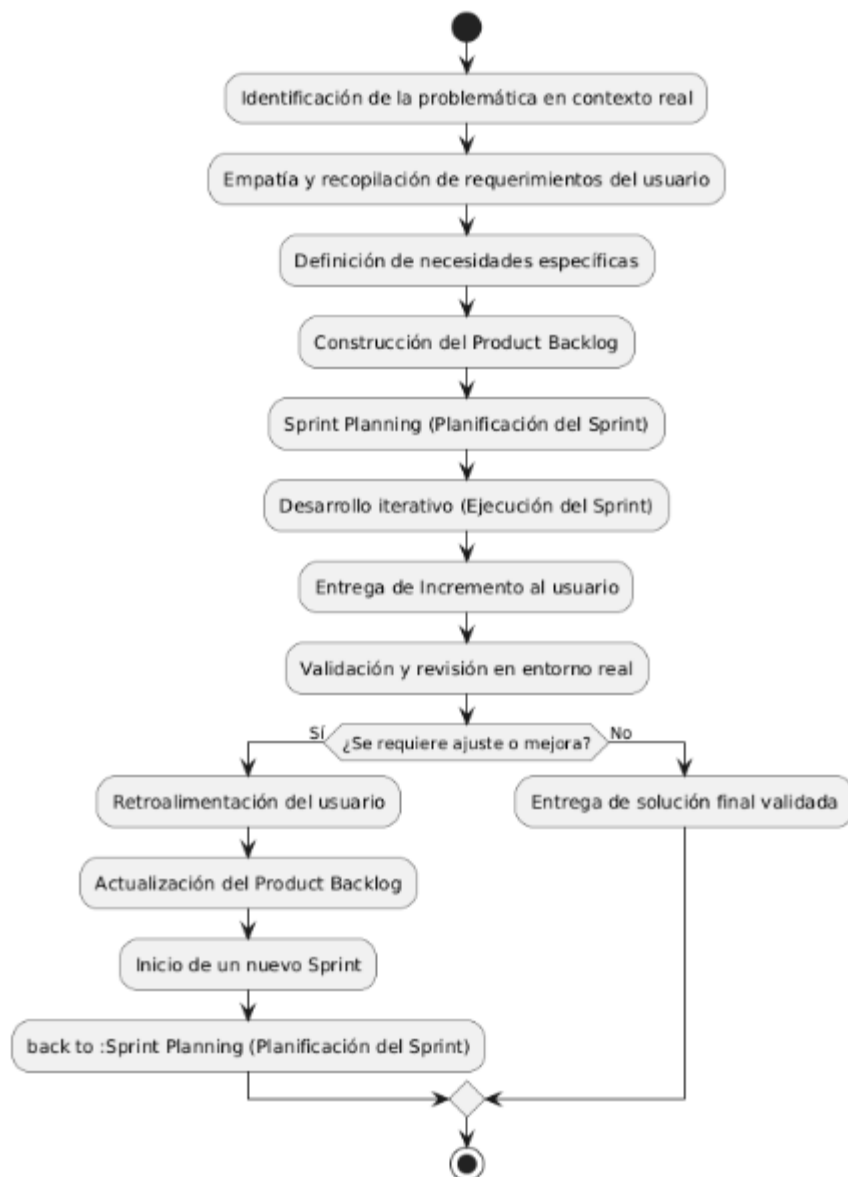 Identificación de la problemática en contexto real
Empatía y recopilación de requerimientos del usuario
Definición de necesidades específicas
Construcción del Product Backlog
Sprint Planning (Planificación del Sprint)
Desarrollo iterativo (Ejecución del Sprint)
Entrega de Incremento al usuario
Validación y revisión en entorno real
Sí
¿Se requiere ajuste o mejora?
No
Retroalimentación del usuario
Entrega de solución final validada
Actualización del Product Backlog
Inicio de un nuevo Sprint
back to :Sprint Planning (Planificación del Sprint)